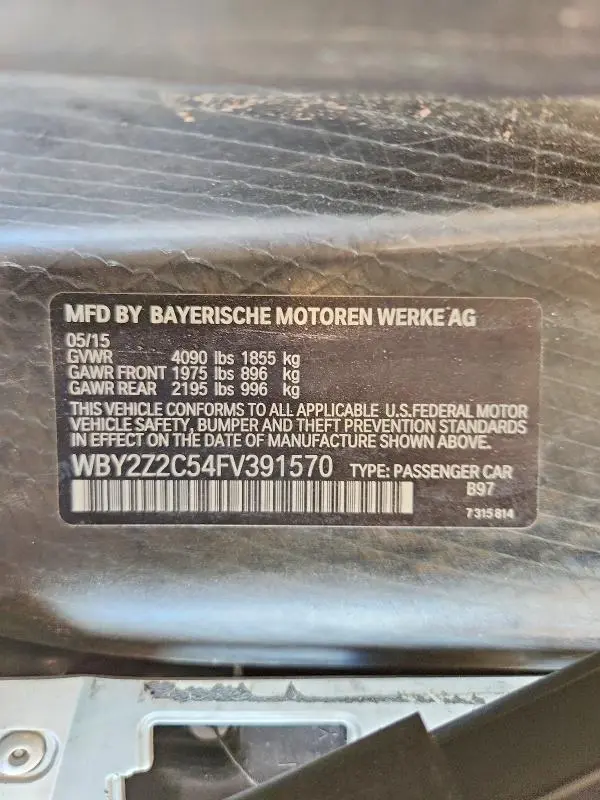 MFD BY BAYERISCHE MOTOREN WERKE AG
05/15
GVWR 4090 lbs 1855 kg
GAWR FRONT 1975 lbs 896 kg
GAWR REAR 2195 lbs 996 kg
THIS VEHICLE CONFORMS TO ALL APPLICABLE U.S.FEDERAL MOTOR
VEHICLE SAFETY, BUMPER AND THEFT PREVENTION STANDARDS
IN EFFECT ON THE DATE OF MANUFACTURE SHOWN ABOVE.
WBY2Z2C54FV391570 TYPE: PASSENGER CAR
B97
7 315 814